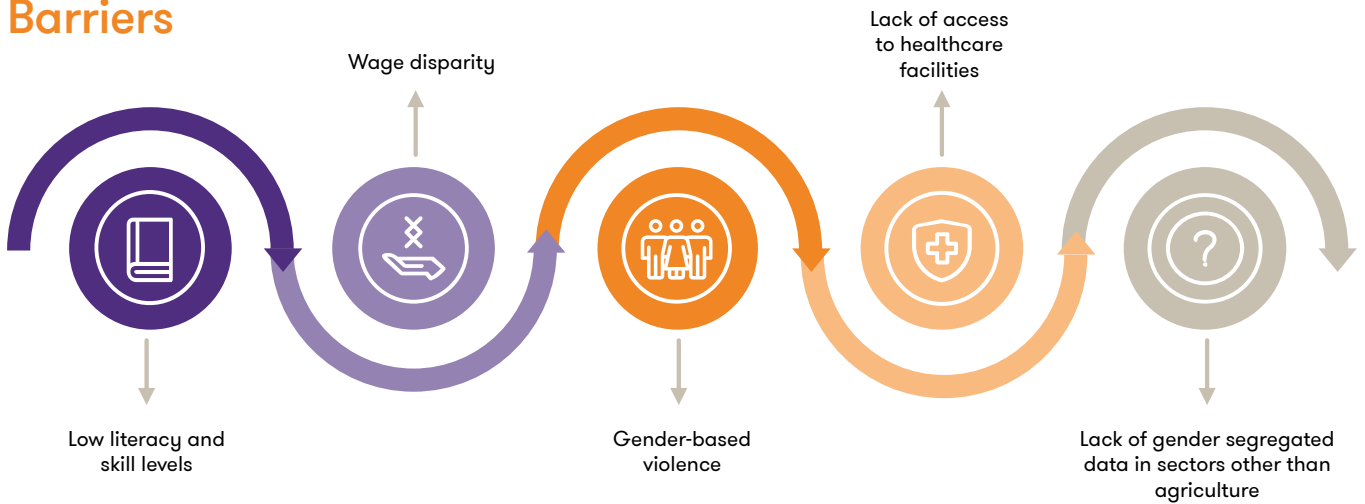 Barriers
Low literacy and
skill levels
Wage disparity
Gender-based
violence
Lack of access
to healthcare
facilities
Lack of gender segregated
data in sectors other than
agriculture